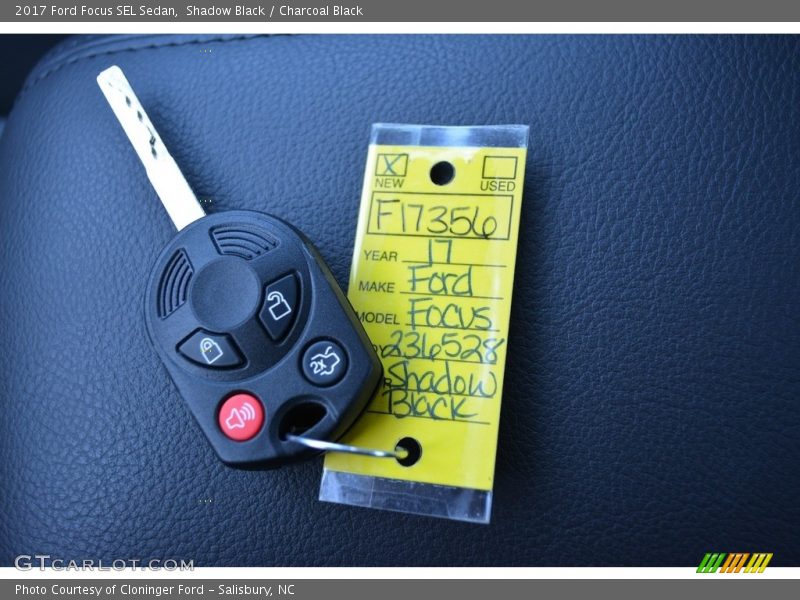 2017 Ford Focus SEL Sedan,  Shadow Black / Charcoal Black
X
NEW
USED
F17356
YEAR 17
MAKE Ford
MODEL Focus
236528
Shadow
Black
2x
GTCARLOT.COM
Photo Courtesy of Cloninger Ford – Salisbury, NC